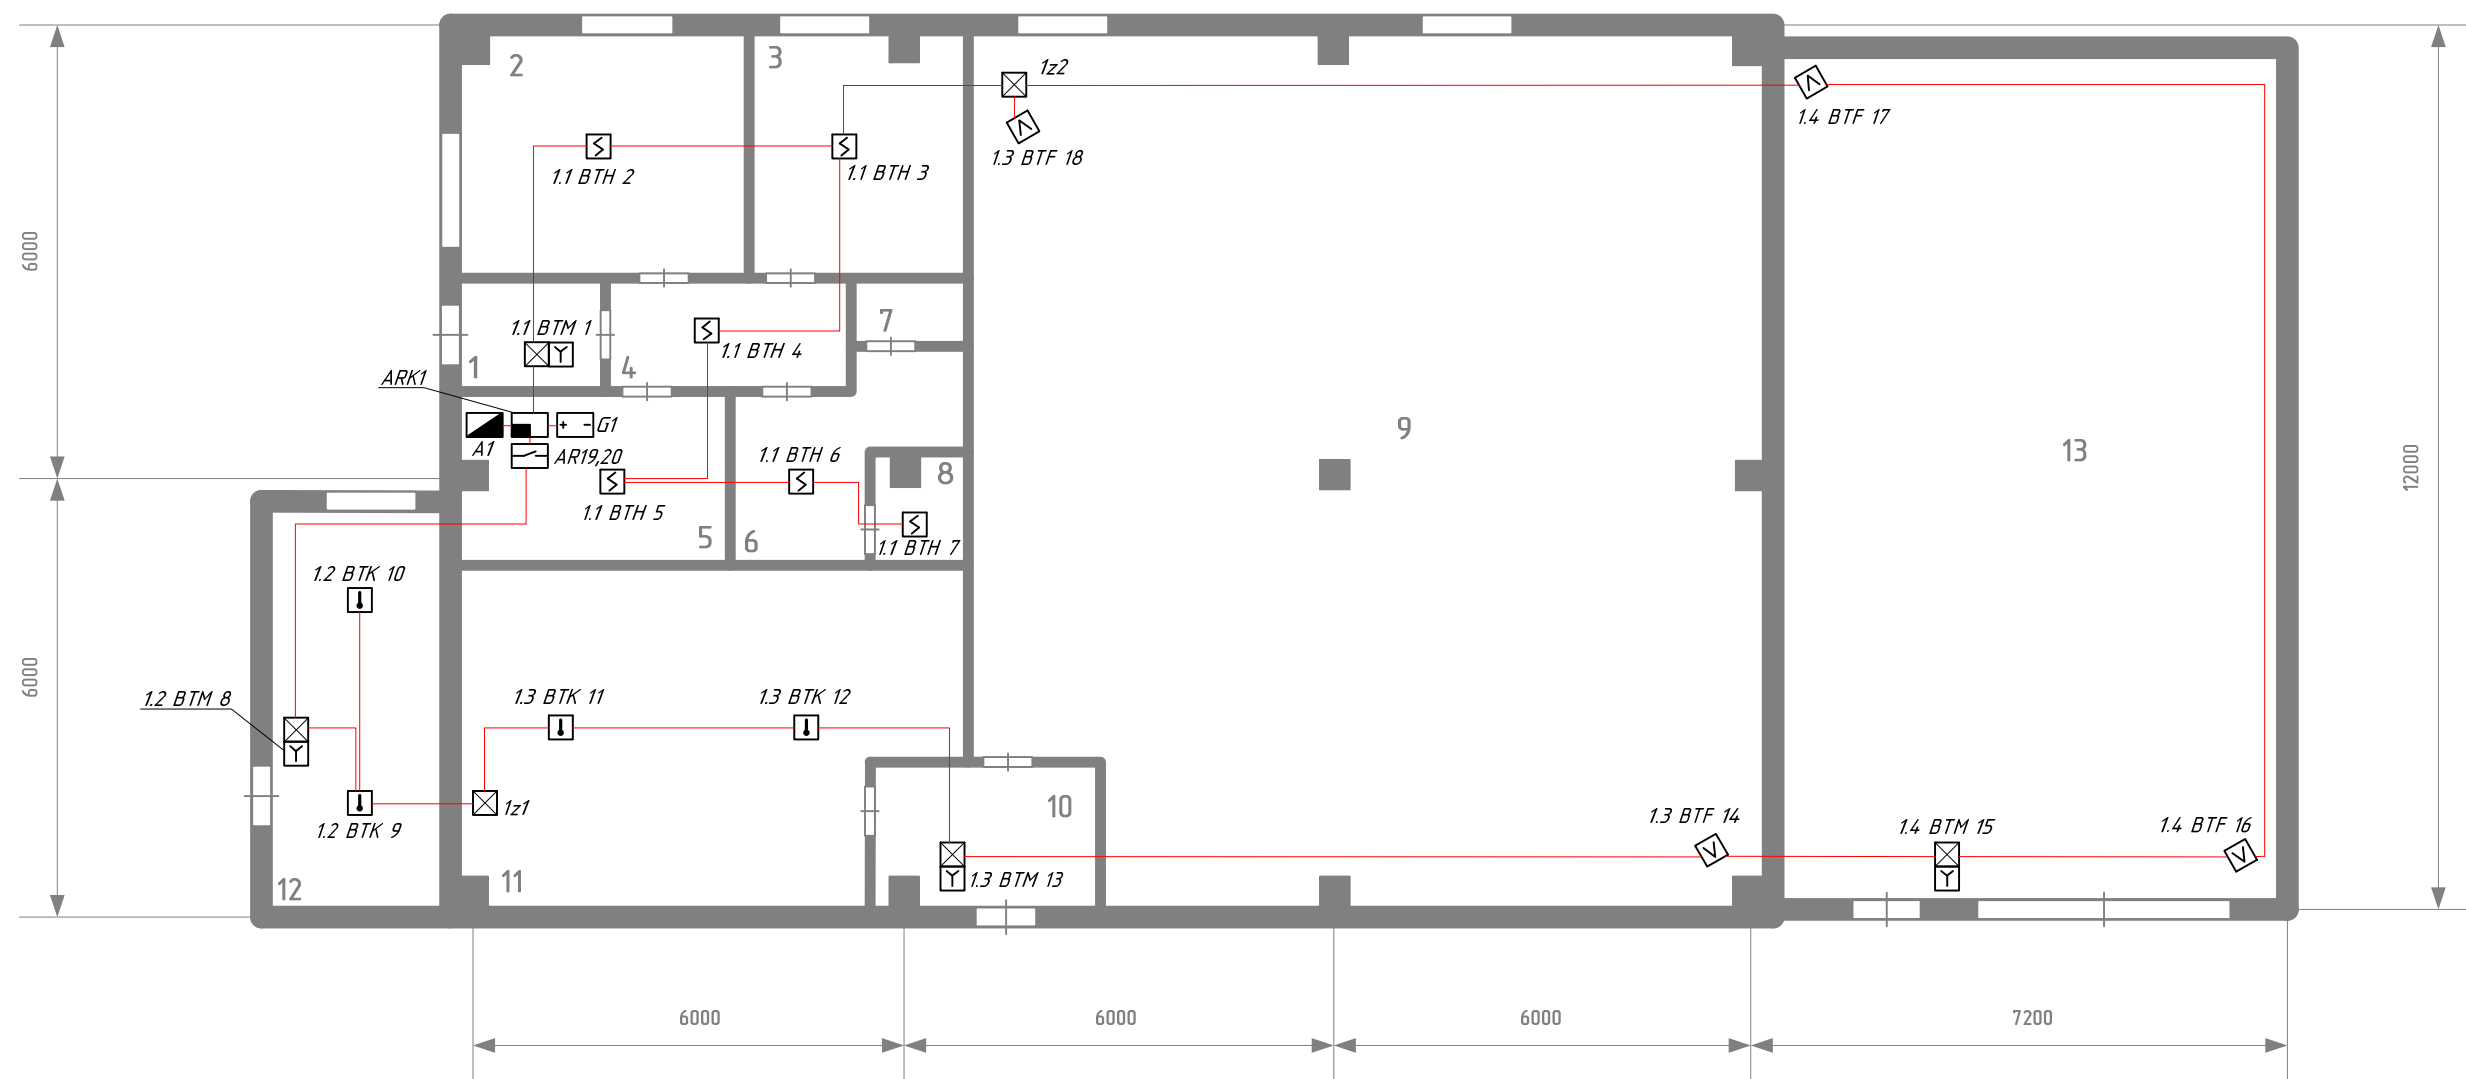 1z2
2
3
1.4 BTF 17
1.3 BTF 18
1.1 BTH 2
1.1 BTH 3
6000
1.1 BTM 1
7
1.1 BTH 4
1
4
ARK1
G1
9
A1
AR19,20
1.1 BTH 6
13
8
12000
1.1 BTH 5
5
6
1.1 BTH 7
1.2 BTK 10
6000
1.2 BTM 8
1.3 BTK 11
1.3 BTK 12
1z1
10
1.2 BTK 9
1.3 BTF 14
1.4 BTM 15
1.4 BTF 16
12
11
1.3 BTM 13
6000
6000
6000
7200